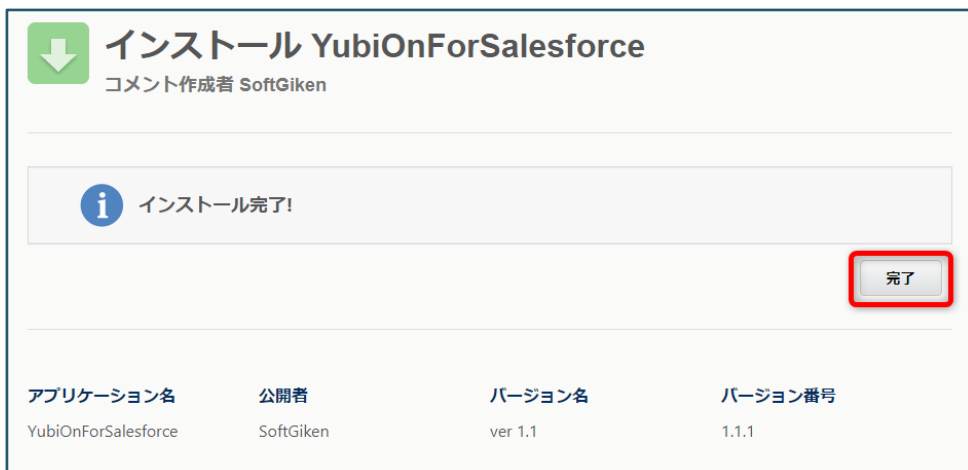 インストール YubiOnForSalesforce
コメント作成者 SoftGiken
インストール完了!
完了
アプリケーション名 公開者 バージョン名 バージョン番号
YubiOnForSalesforce SoftGiken ver 1.1 1.1.1